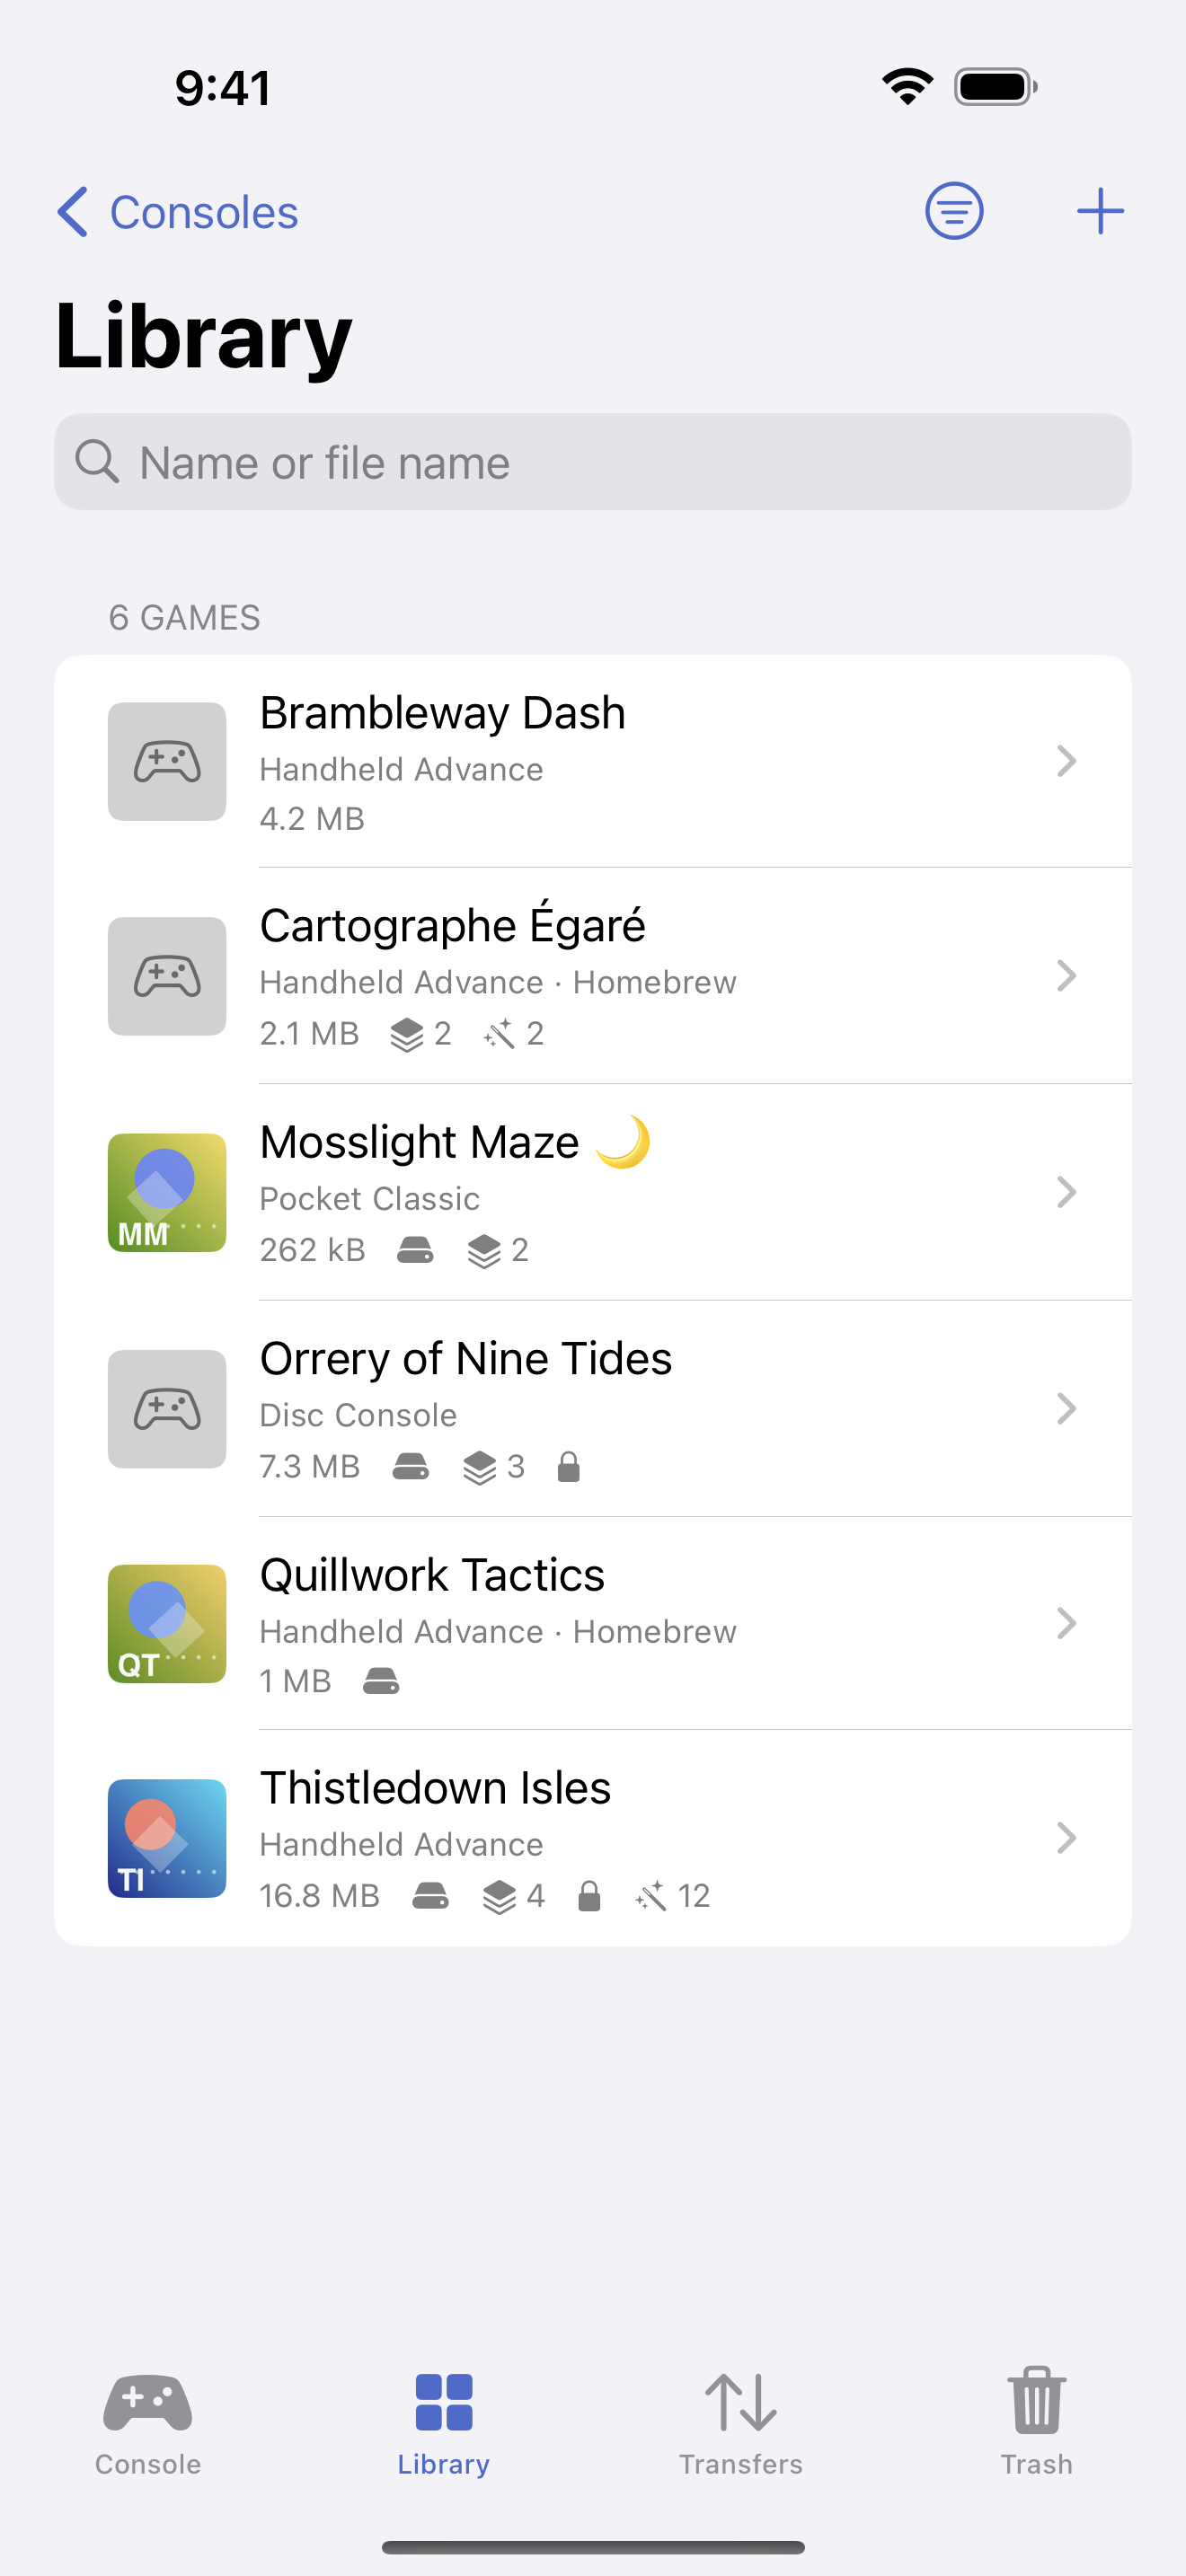 9:41
Consoles
Library
Name or file name
6 GAMES
Brambleway Dash
Handheld Advance
4.2 MB
Cartographe Égaré
Handheld Advance · Homebrew
2.1 MB 2 2
Mosslight Maze 🌙
Pocket Classic
262 kB 2
MM
Orrery of Nine Tides
Disc Console
7.3 MB 3
Quillwork Tactics
Handheld Advance · Homebrew
1 MB
QT
Thistledown Isles
Handheld Advance
16.8 MB 4 12
TI
Console
Library
Transfers
Trash